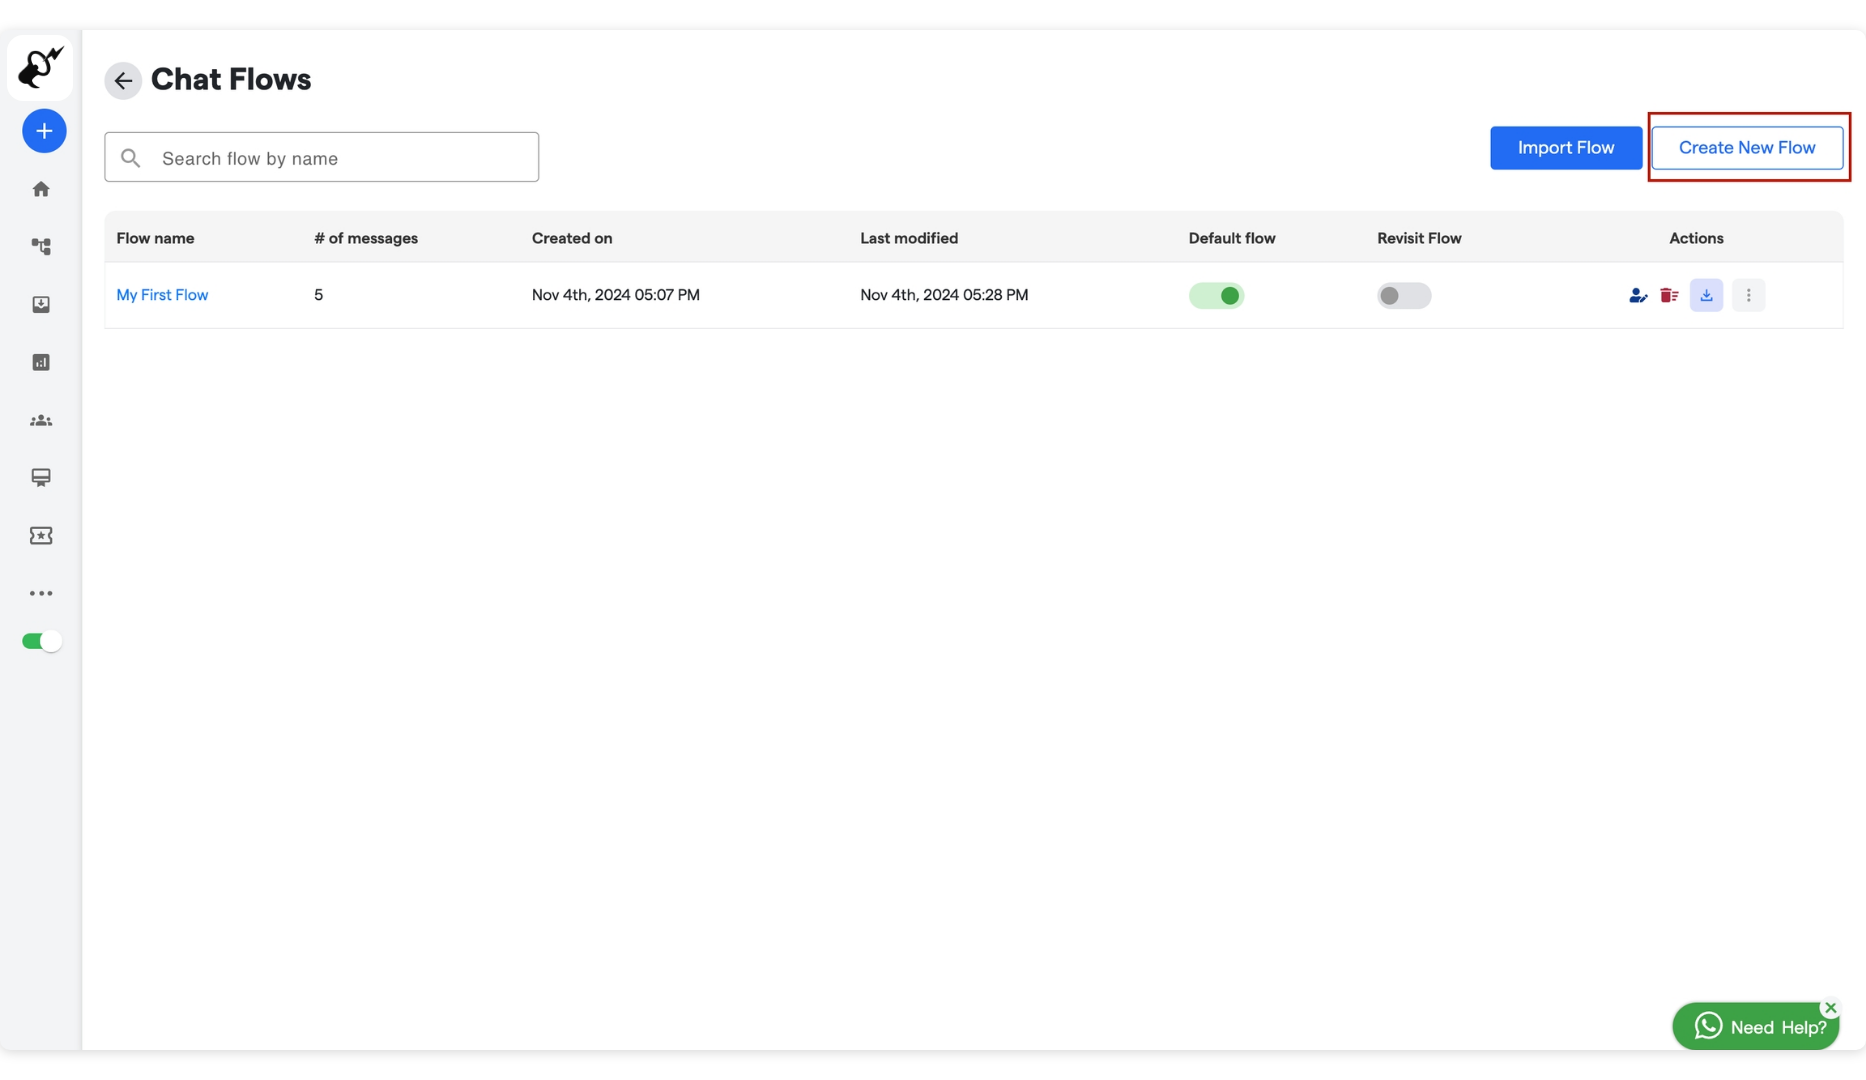 Chat Flows
Search flow by name
Import Flow
Create New Flow
Flow name # of messages Created on Last modified Default flow Revisit Flow Actions
My First Flow 5 Nov 4th, 2024 05:07 PM Nov 4th, 2024 05:28 PM
Need Help?